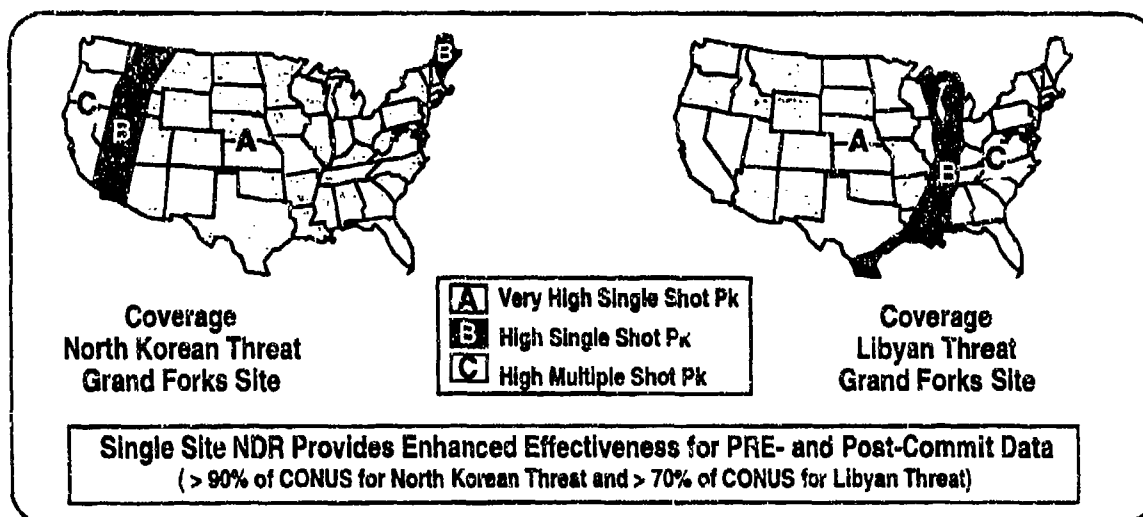 B
C
B
A
A
C
B
Coverage
North Korean Threat
Grand Forks Site
A Very High Single Shot Pk
B High Single Shot Pk
C High Multiple Shot Pk
Coverage
Libyan Threat
Grand Forks Site
Single Site NDR Provides Enhanced Effectiveness for PRE- and Post-Commit Data
( > 90% of CONUS for North Korean Threat and > 70% of CONUS for Libyan Threat)